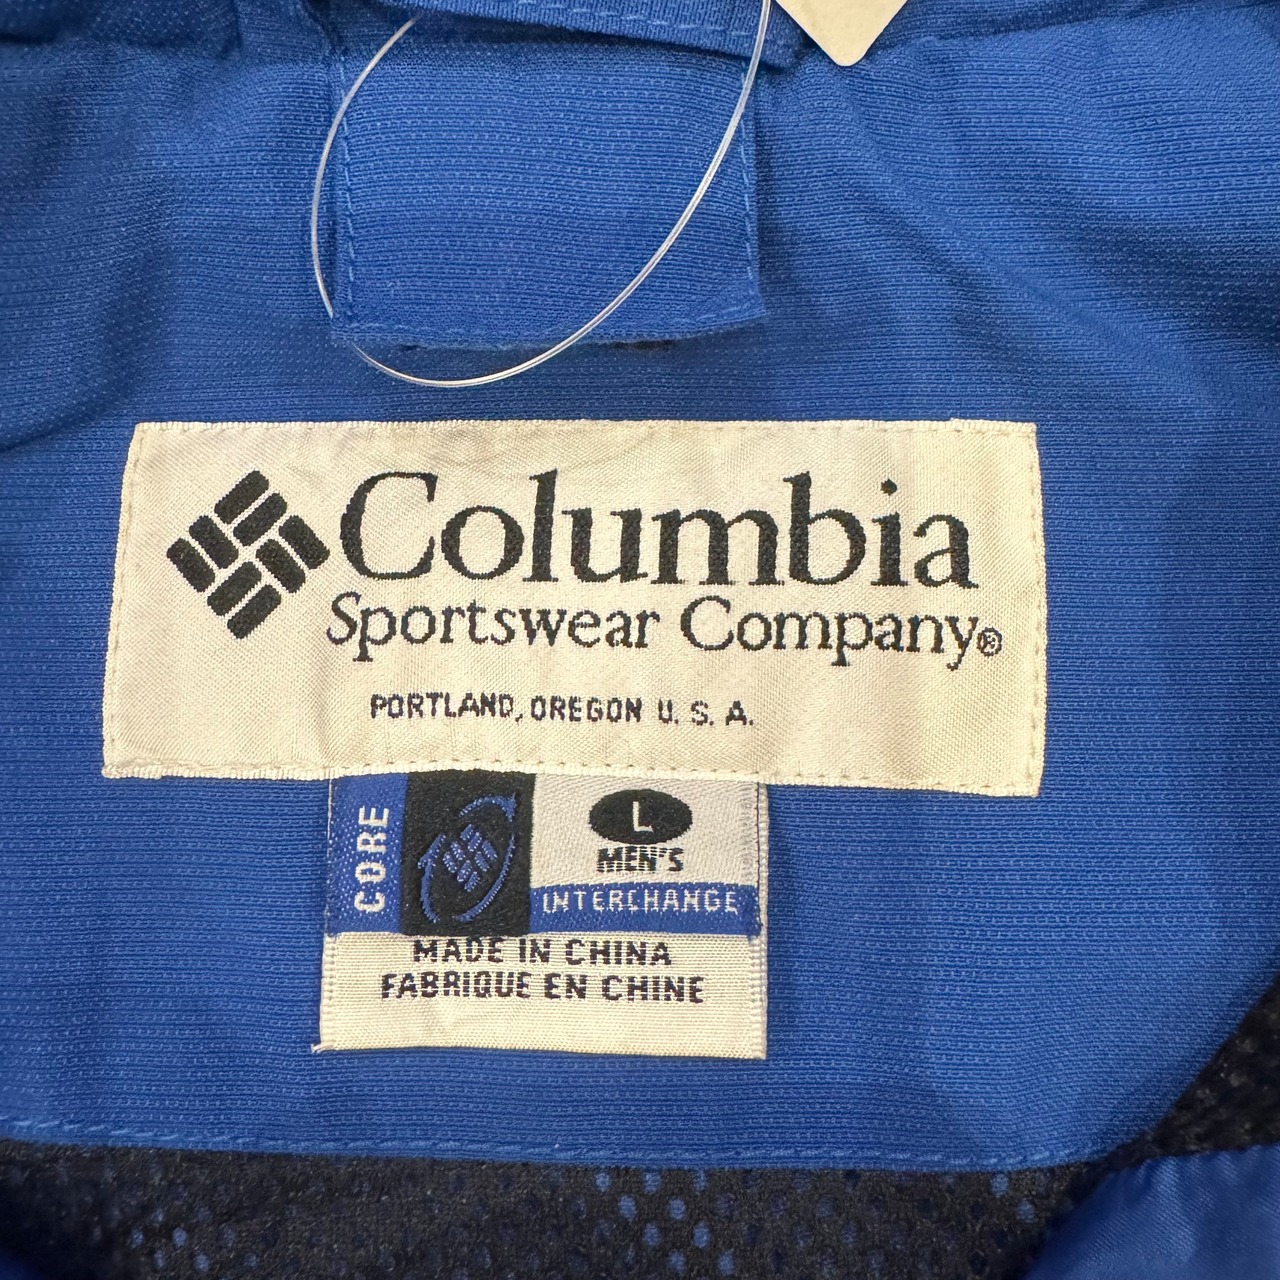 Columbia
Sportswear Company®
PORTLAND, OREGON U. S. A.
CORE
L
MEN'S
INTERCHANGE
MADE IN CHINA
FABRIQUE EN CHINE